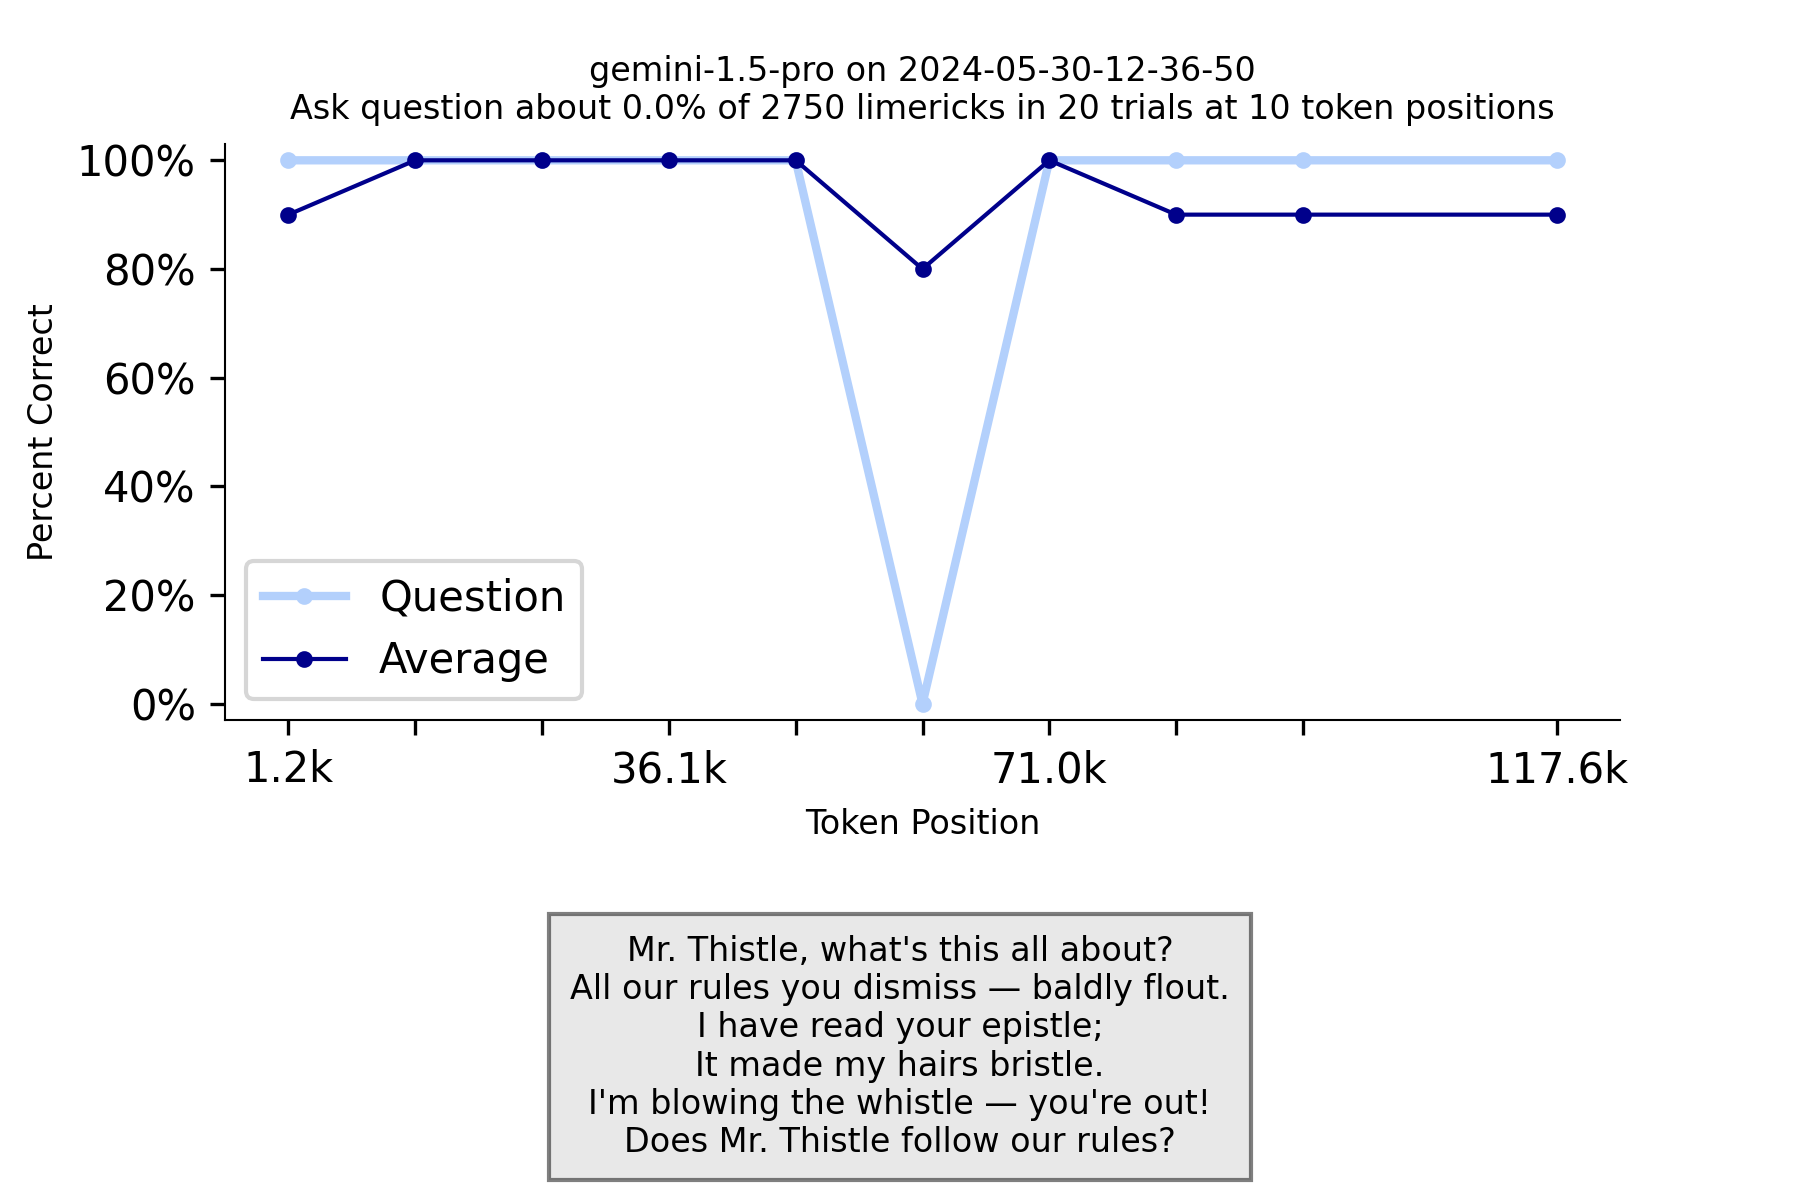 gemini-1.5-pro on 2024-05-30-12-36-50
Ask question about 0.0% of 2750 limericks in 20 trials at 10 token positions
100%
80%
60%
40%
20%
0%
Percent Correct
Question
Average
1.2k
36.1k
71.0k
117.6k
Token Position
Mr. Thistle, what's this all about?
All our rules you dismiss — baldly flout.
I have read your epistle;
It made my hairs bristle.
I'm blowing the whistle — you're out!
Does Mr. Thistle follow our rules?